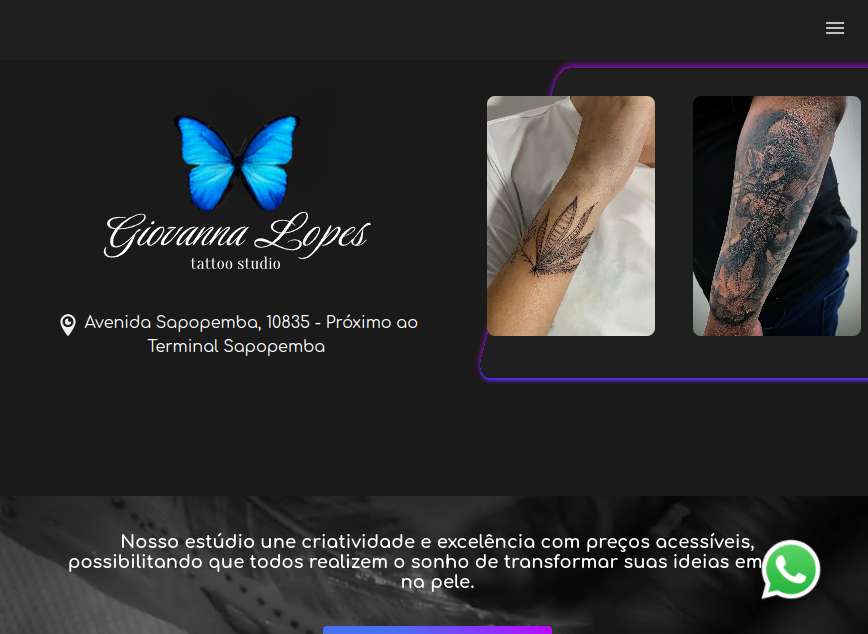 Giovanna Lopes
tattoo studio
Avenida Sapopemba, 10835 - Próximo ao
Terminal Sapopemba
Nosso estúdio une criatividade e excelência com preços acessíveis,
possibilitando que todos realizem o sonho de transformar suas ideias em
na pele.